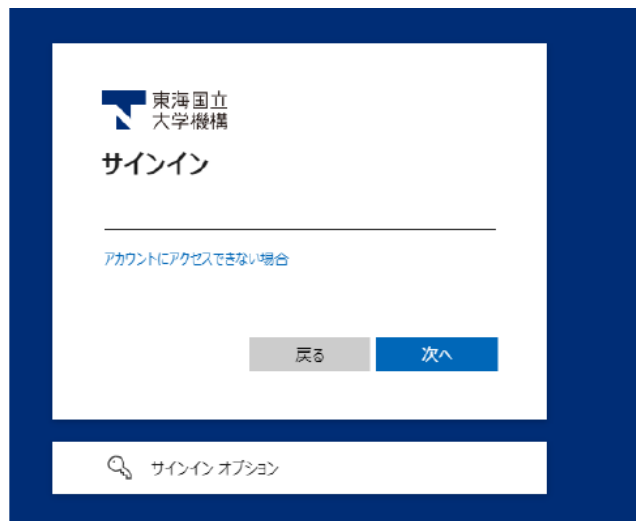 東海国立
大学機構
サインイン
アカウントにアクセスできない場合
戻る
次へ
サインイン オプション